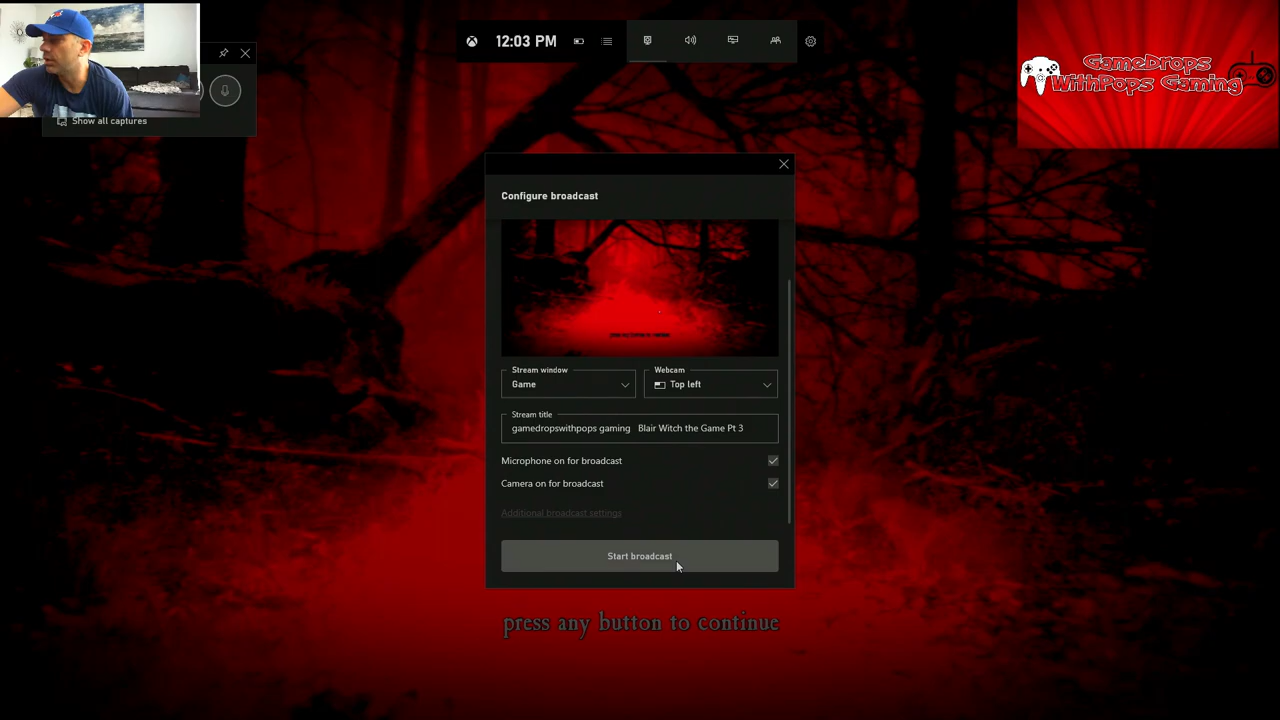 12:03 PM
Show all captures
GameDrops
WithPops Gaming
Configure broadcast
Stream window
Game
Webcam
Top left
Stream title
gamedropswithpops gaming Blair Witch the Game Pt 3
Microphone on for broadcast
Camera on for broadcast
Additional broadcast settings
Start broadcast
press any button to continue